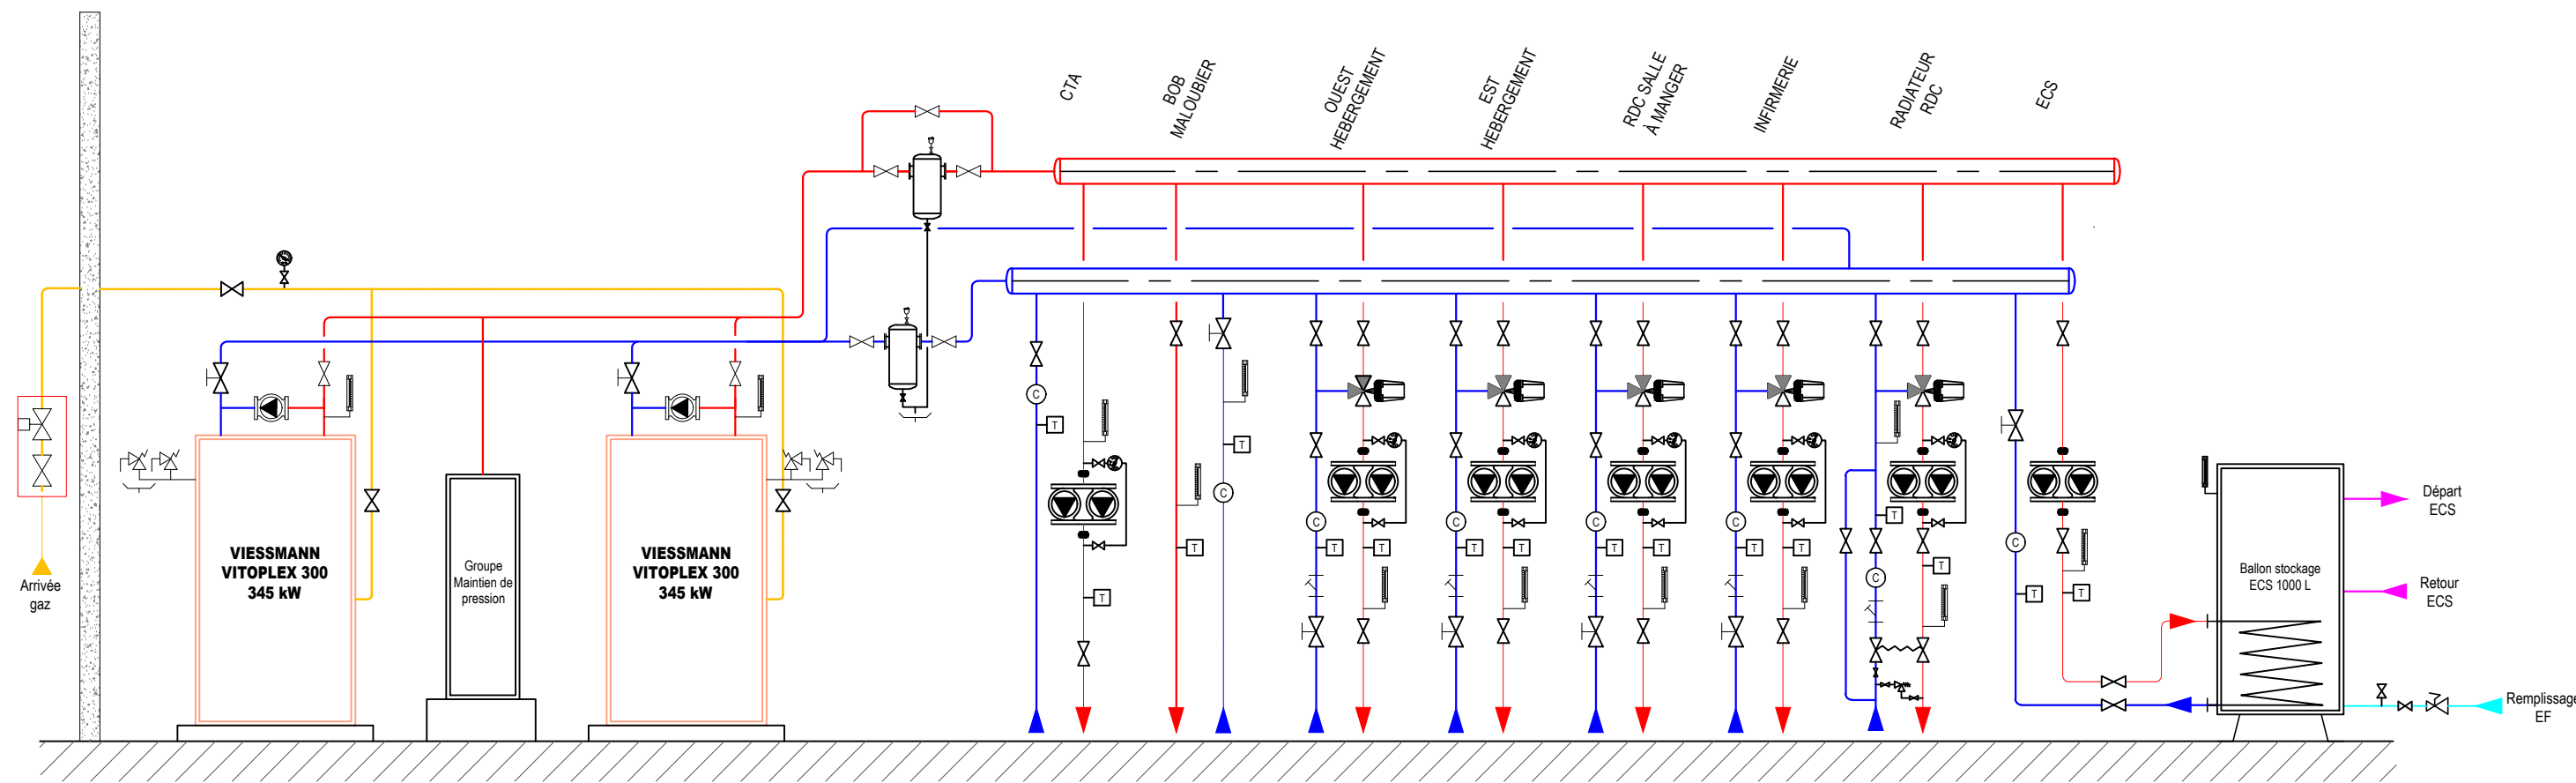 CTA
BOB
MALOUBIER
OUEST
HEBERGEMENT
EST
HEBERGEMENT
RDC SALLE
À MANGER
INFIRMERIE
RADIATEUR
RDC
ECS
Arrivée
gaz
VIESSMANN
VITOPLEX 300
345 kW
Groupe
Maintien de
pression
VIESSMANN
VITOPLEX 300
345 kW
C
T
T
T
T
C
C
T
T
C
T
T
C
T
T
C
T
T
T
C
T
C
T
T
Ballon stockage
ECS 1000 L
Départ
ECS
Retour
ECS
Remplissage
EF